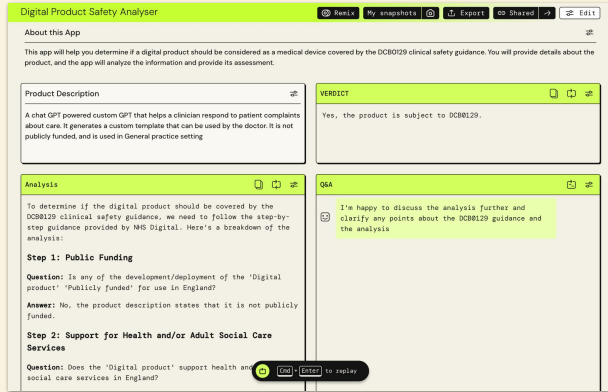 Digital Product Safety Analyser
Remix
My snapshots
Export
Shared
Edit
About this App
This app will help you determine if a digital product should be considered as a medical device covered by the DCB0129 clinical safety guidance. You will provide details about the
product, and the app will analyze the information and provide its assessment.
Product Description
A chat GPT powered custom GPT that helps a clinician respond to patient complaints
about care. It generates a custom template that can be used by the doctor. It is not
publicly funded, and is used in General practice setting
VERDICT
Yes, the product is subject to DCB0129.
Analysis
To determine if the digital product should be covered by the
DCB0129 clinical safety guidance, we need to follow the step-by-
step guidance provided by NHS Digital. Here's a breakdown of the
analysis:
Step 1: Public Funding
Question: Is any of the development/deployment of the 'Digital
product' 'Publicly funded' for use in England?
Answer: No, the product description states that it is not publicly
funded.
Step 2: Support for Health and/or Adult Social Care
Services
Question: Does the 'Digital product' support health and
social care services in England?
Q&A
I'm happy to discuss the analysis further and
clarify any points about the DCB0129 guidance and
the analysis
Cmd + Enter to replay